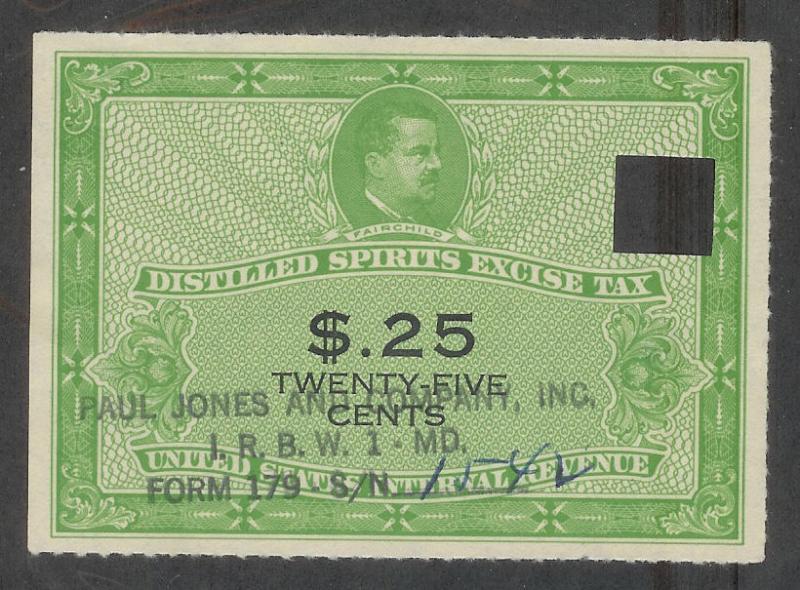 FAIRCHILD
DISTILLED SPIRITS EXCISE TAX
$.25
TWENTY-FIVE
CENTS
PAUL JONES AND COMPANY, INC.
I. R. B. W. 1 - MD.
UNITED STATES INTERNAL REVENUE
FORM 179 - S/N 1542